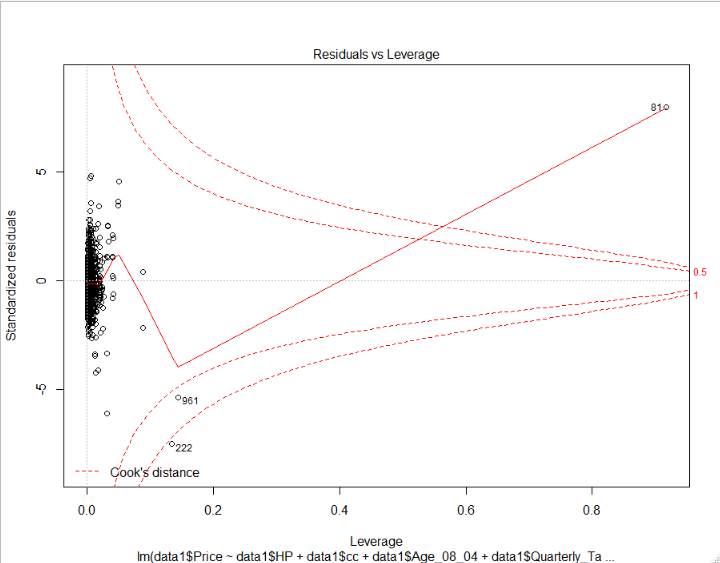 Residuals vs Leverage
Standardized residuals
5
0
-5
81
0.5
1
961
222
Cook's distance
0.0 0.2 0.4 0.6 0.8
Leverage
lm(data1$Price ~ data1$HP + data1$cc + data1$Age_08_04 + data1$Quarterly_Ta ...